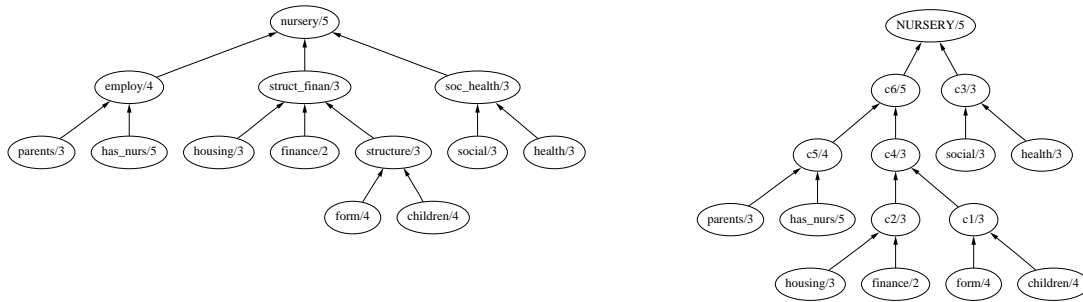 nursery/5
employ/4 struct_finan/3 soc_health/3
parents/3 has_nurs/5 housing/3 finance/2 structure/3 social/3 health/3
form/4 children/4
NURSERY/5
c6/5 c3/3
c5/4 c4/3 social/3 health/3
parents/3 has_nurs/5 c2/3 c1/3
housing/3 finance/2 form/4 children/4